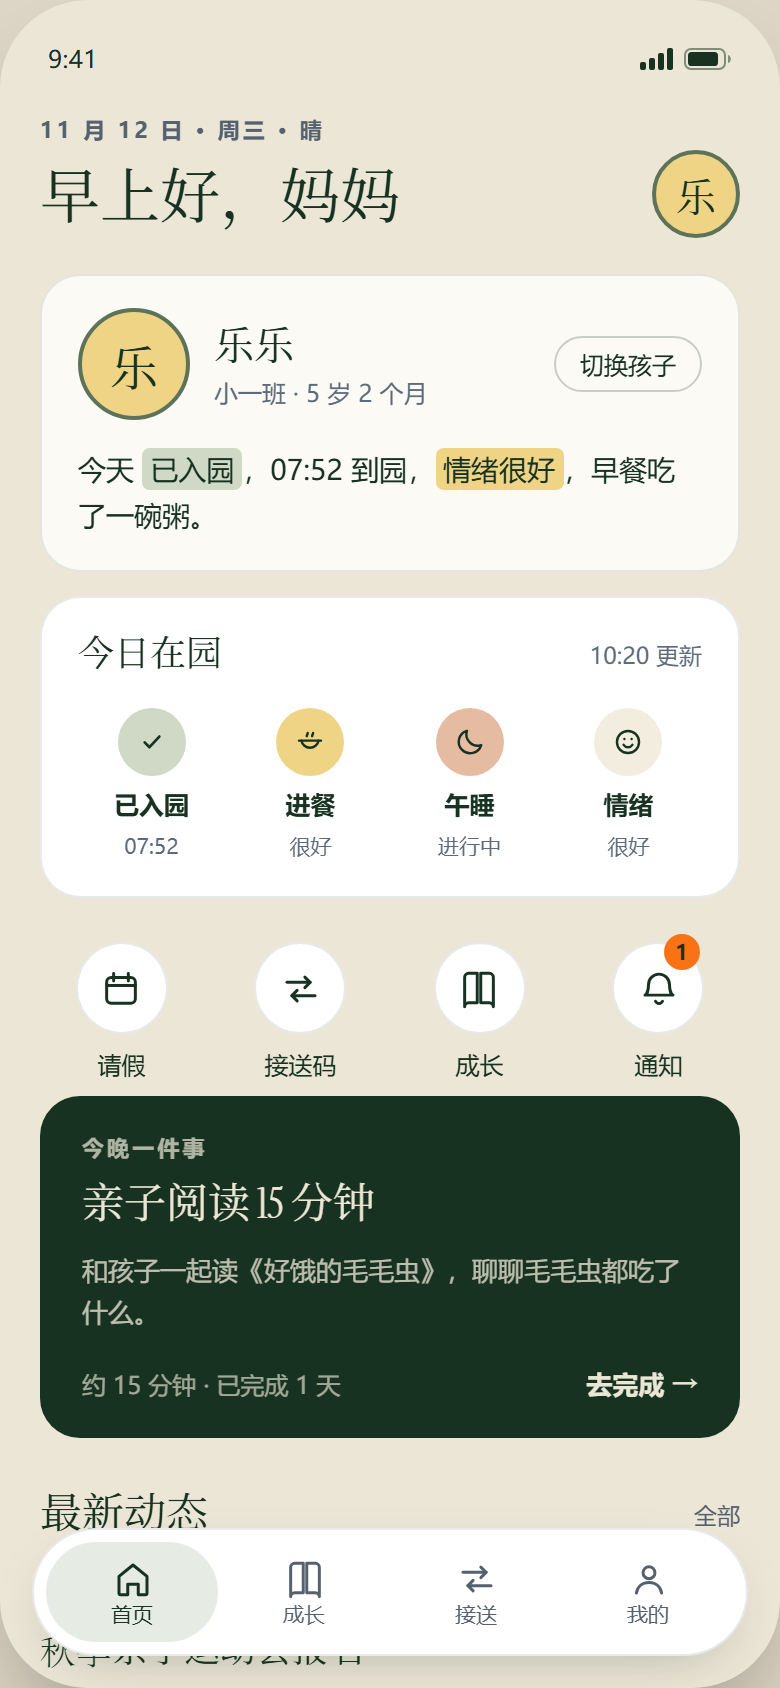 9:41
11 月 12 日 • 周三 • 晴
早上好，妈妈
乐
乐
乐乐
小一班 · 5 岁 2 个月
切换孩子
今天 已入园，07:52 到园，情绪很好，早餐吃
了一碗粥。
今日在园
10:20 更新
已入园
进餐
午睡
情绪
07:52
很好
进行中
很好
1
请假
接送码
成长
通知
今晚一件事
亲子阅读 15 分钟
和孩子一起读《好饿的毛毛虫》，聊聊毛毛虫都吃了
什么。
约 15 分钟 · 已完成 1 天
去完成 →
最新动态
全部
首页
成长
接送
我的